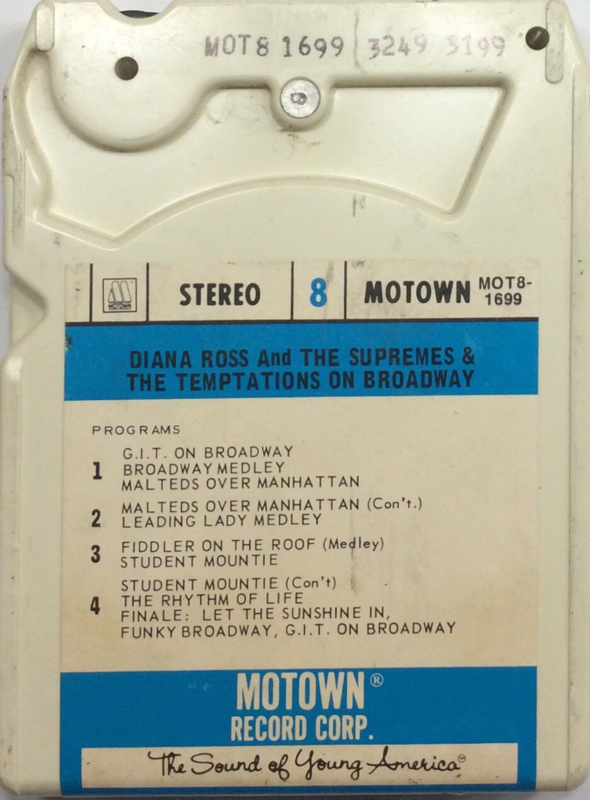 MOT8 1699 3249 3199
MOTOWN
STEREO 8 MOTOWN MOT8-
1699
DIANA ROSS And THE SUPREMES &
THE TEMPTATIONS ON BROADWAY
PROGRAMS
1 G.I.T. ON BROADWAY
BROADWAY MEDLEY
MALTEDS OVER MANHATTAN
2 MALTEDS OVER MANHATTAN (Con't.)
LEADING LADY MEDLEY
3 FIDDLER ON THE ROOF (Medley)
STUDENT MOUNTIE
4 STUDENT MOUNTIE (Con't)
THE RHYTHM OF LIFE
FINALE: LET THE SUNSHINE IN,
FUNKY BROADWAY, G.I.T. ON BROADWAY
MOTOWN®
RECORD CORP.
The Sound of Young America